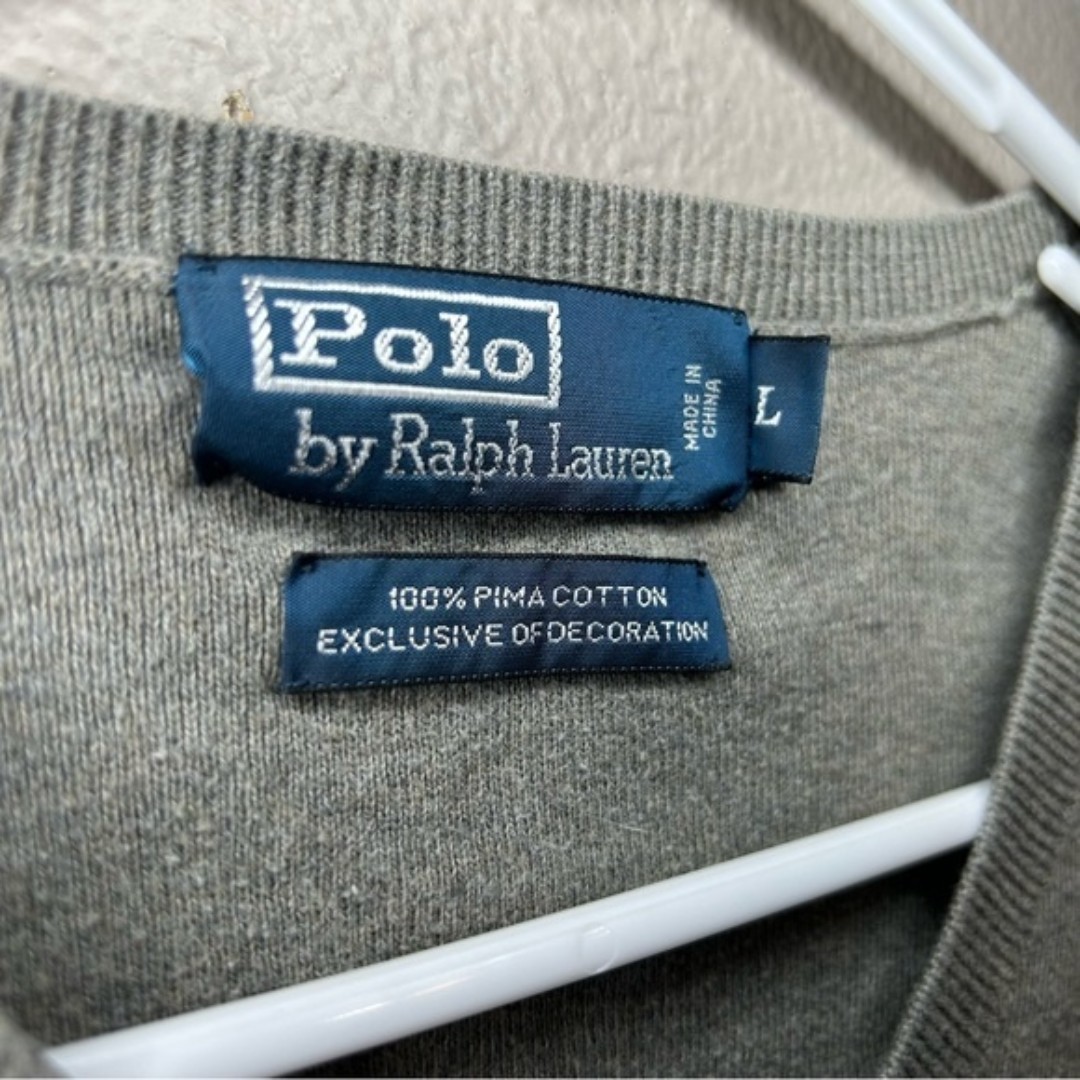 Polo
by Ralph Lauren
MADE IN
CHINA
L
100% PIMA COTTON
EXCLUSIVE OF DECORATION